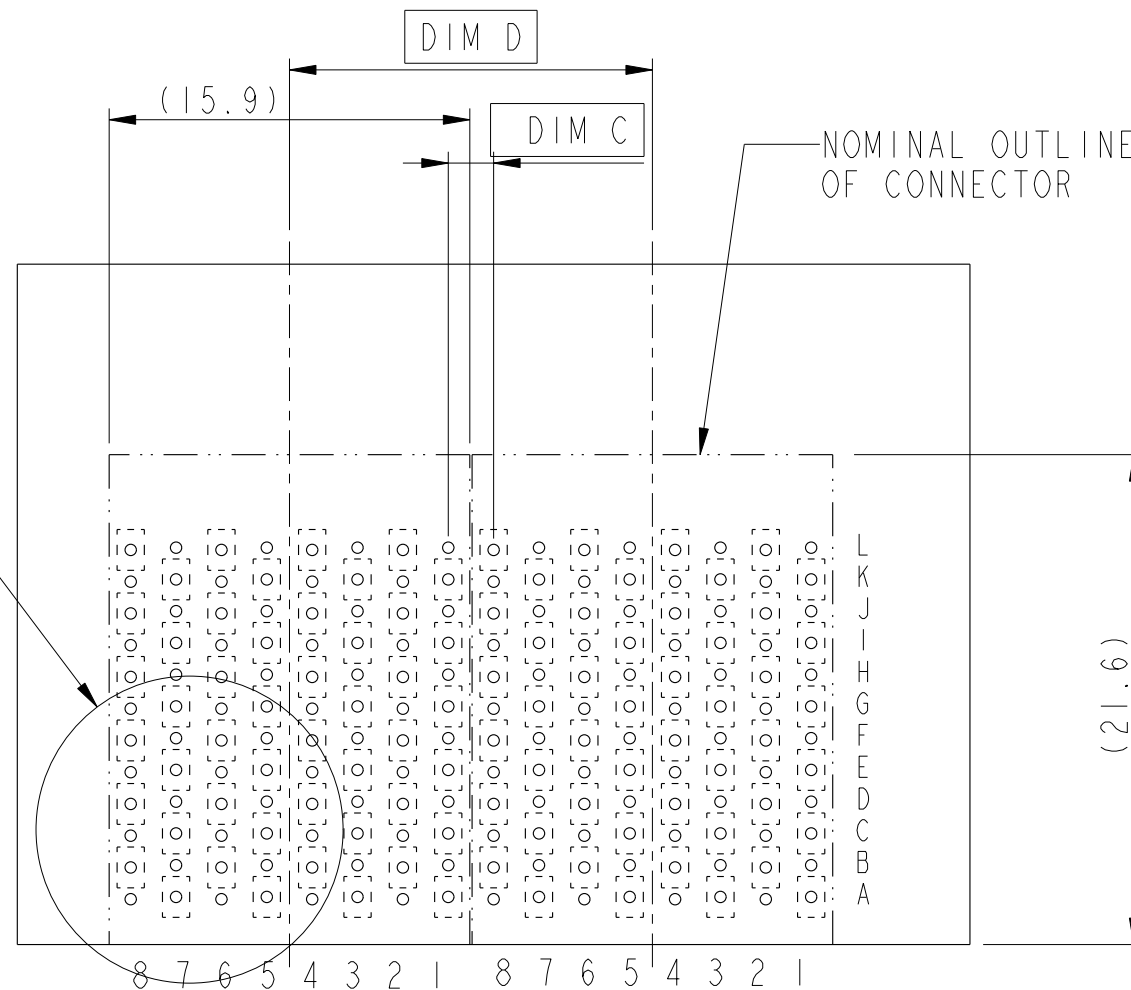 DIM D
(15.9)
DIM C
NOMINAL OUTLINE
OF CONNECTOR
L
K
J
I
H
G
F
E
D
C
B
A
(21.6)
8 7 6 5 4 3 2 1 8 7 6 5 4 3 2 1